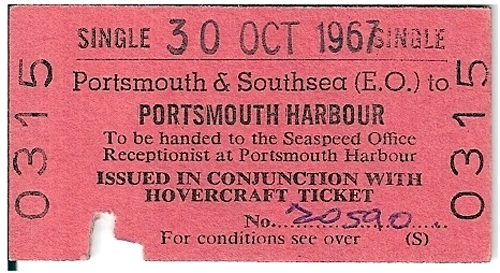 SINGLE 30 OCT 1967 SINGLE
Portsmouth & Southsea (E.O.) to
PORTSMOUTH HARBOUR
To be handed to the Seaspeed Office
Receptionist at Portsmouth Harbour
ISSUED IN CONJUNCTION WITH
HOVERCRAFT TICKET
No. 20590
For conditions see over (S)
0315
0315